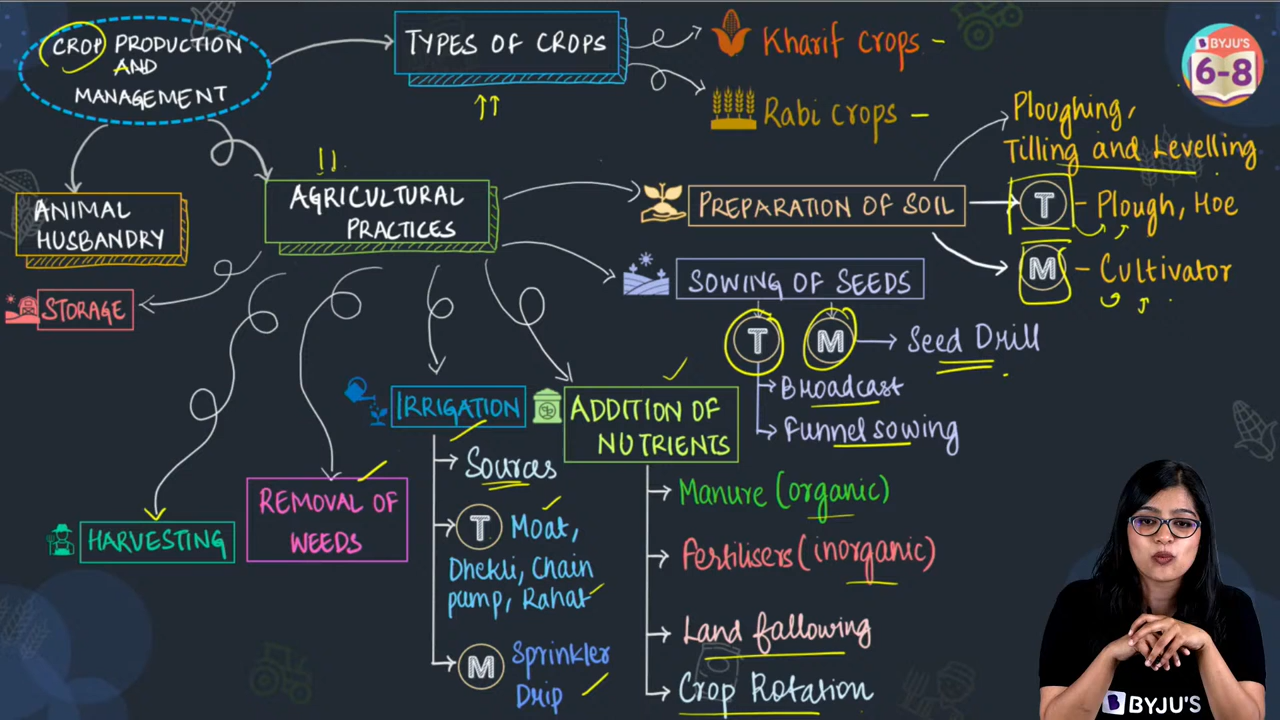 CROP PRODUCTION
AND
MANAGEMENT
TYPES OF CROPS
Kharif crops -
Rabi crops -
BYJU'S
6-8
Ploughing,
Tilling and Levelling
ANIMAL
HUSBANDRY
AGRICULTURAL
PRACTICES
PREPARATION OF SOIL
T - Plough, Hoe
M - Cultivator
STORAGE
SOWING OF SEEDS
T M Seed Drill
Broadcast
Funnel sowing
IRRIGATION
Sources
T Moat,
Dhekli, Chain
pump, Rahat
M Sprinkler
Drip
ADDITION OF
NUTRIENTS
Manure (organic)
Fertilisers (inorganic)
Land fallowing
Crop Rotation
REMOVAL OF
WEEDS
HARVESTING
BYJU'S